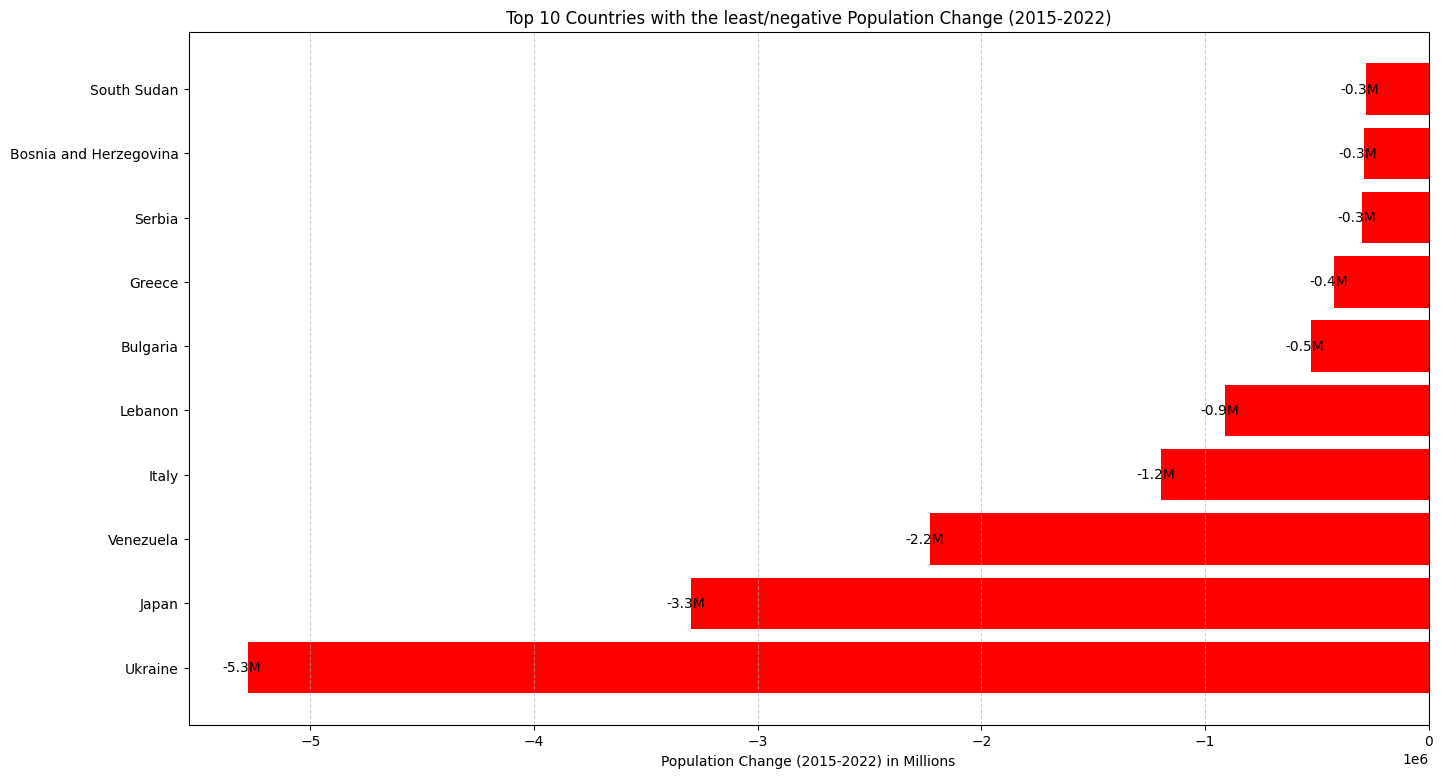 Top 10 Countries with the least/negative Population Change (2015-2022)
South Sudan
-0.3M
Bosnia and Herzegovina
-0.3M
Serbia
-0.3M
Greece
-0.4M
Bulgaria
-0.5M
Lebanon
-0.9M
Italy
-1.2M
Venezuela
-2.2M
Japan
-3.3M
Ukraine
-5.3M
−5 −4 −3 −2 −1 0
1e6
Population Change (2015-2022) in Millions